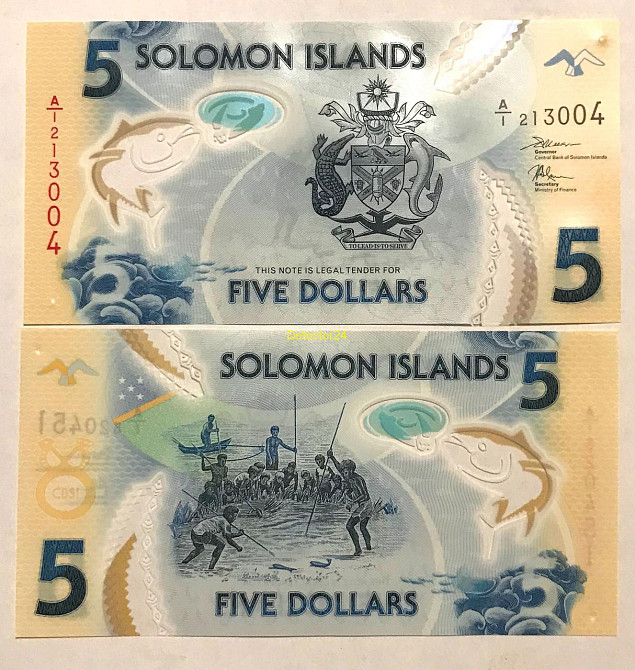 5 SOLOMON ISLANDS
A/1 213004
A/1 213004
Governor
Central Bank of Solomon Islands
Secretary
Ministry of Finance
TO LEAD IS TO SERVE
THIS NOTE IS LEGAL TENDER FOR
FIVE DOLLARS
5
5
SOLOMON ISLANDS
5
CBSI
5
FIVE DOLLARS